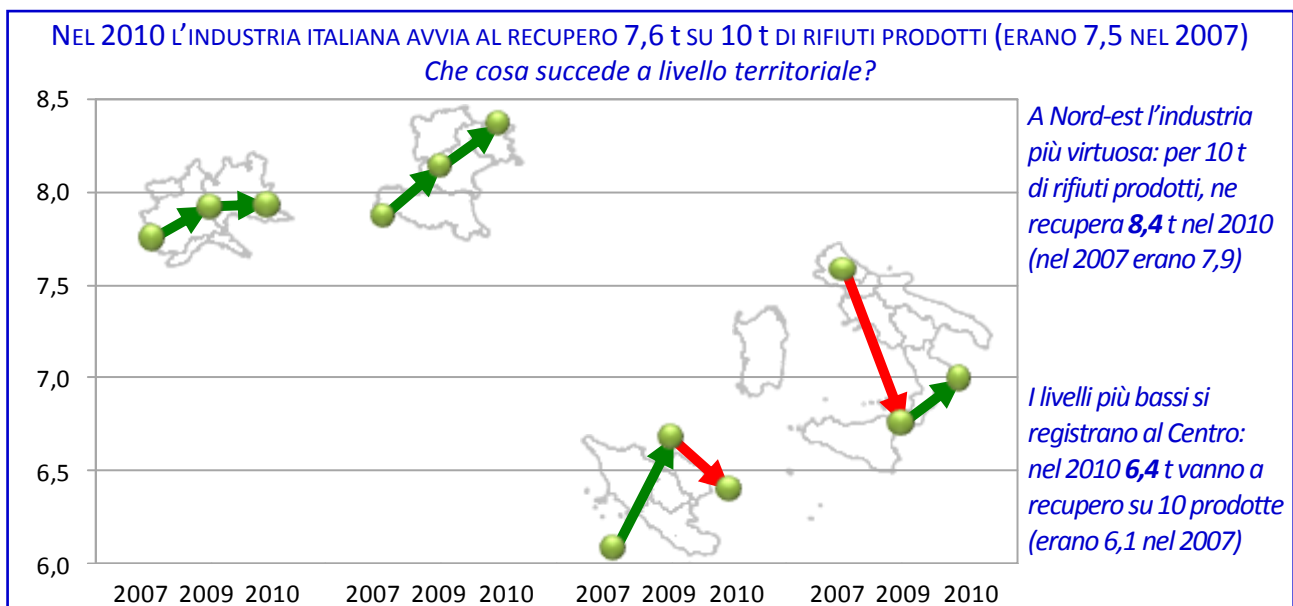 NEL 2010 L'INDUSTRIA ITALIANA AVVIA AL RECUPERO 7,6 t SU 10 t DI RIFIUTI PRODOTTI (ERANO 7,5 NEL 2007)
Che cosa succede a livello territoriale?
8,5
8,0
7,5
7,0
6,5
6,0
2007 2009 2010 2007 2009 2010 2007 2009 2010 2007 2009 2010
A Nord-est l'industria
più virtuosa: per 10 t
di rifiuti prodotti, ne
recupera 8,4 t nel 2010
(nel 2007 erano 7,9)
I livelli più bassi si
registrano al Centro:
nel 2010 6,4 t vanno a
recupero su 10 prodotte
(erano 6,1 nel 2007)